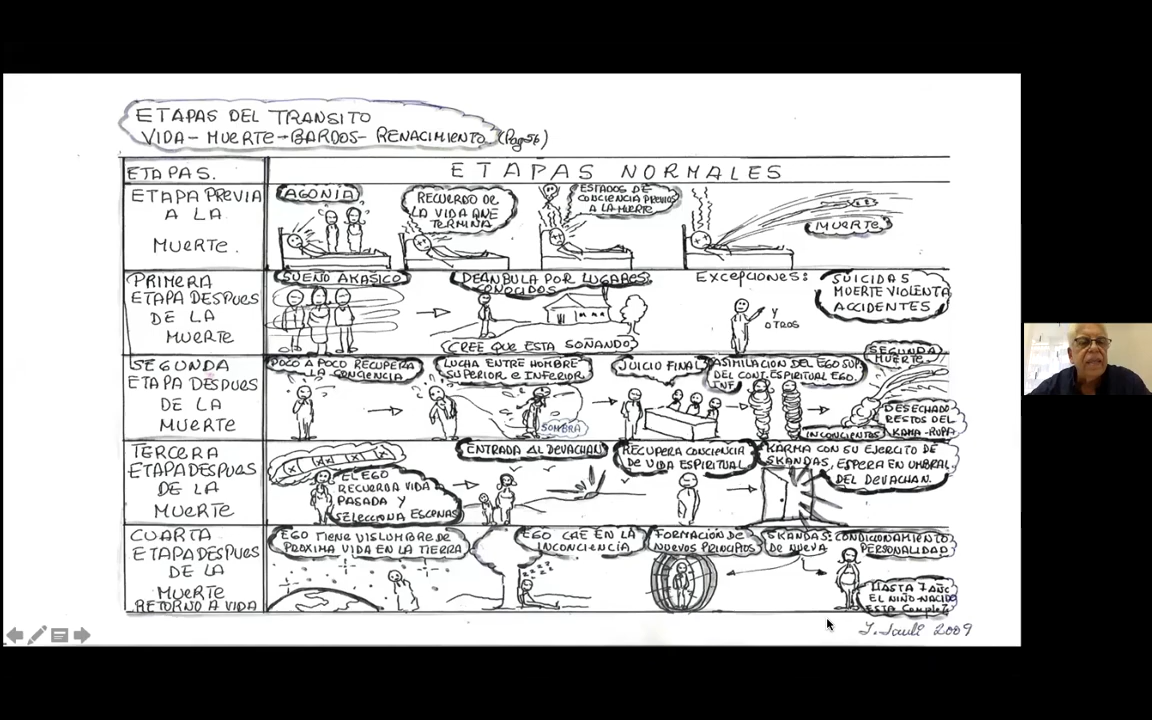 ETAPAS DEL TRANSITO
VIDA - MUERTE - BARDOS - RENACIMIENTO (Pag 56)
ETAPAS.
ETAPAS NORMALES
ETAPA PREVIA
A LA
MUERTE.
AGONIA
RECUERDO DE
LA VIDA QUE
TERMINA
ESTADOS DE
CONCIENCIA PREVIOS
A LA MUERTE
MUERTE
PRIMERA
ETAPA DESPUES
DE LA
MUERTE
SUEÑO AKASICO
DEANBULA POR LUGARES
CONOCIDOS
CREE QUE ESTA SOÑANDO
EXCEPCIONES:
Y
OTROS
SUICIDAS
MUERTE VIOLENTA
ACCIDENTES
SEGUNDA
ETAPA DESPUES
DE LA
MUERTE
POCO A POCO RECUPERA
LA CONCIENCIA
LUCHA ENTRE HOMBRE
SUPERIOR E INFERIOR
SOMBRA
JUICIO FINAL
ASIMILACION DEL EGO SUP.
DEL CONT. ESPIRITUAL EGO.
INF.
INCONCIENTES
SEGUNDA
MUERTE
DESECHADO
RESTOS DEL
KAMA-RUPA
TERCERA
ETAPA DESPUES
DE LA
MUERTE
EL EGO
RECUERDA VIDA
PASADA Y
SELECCIONA ESCENAS
ENTRADA AL DEVACHAN
RECUPERA CONCIENCIA
DE VIDA ESPIRITUAL
KARMA CON SU EJERCITO DE
SKANDAS, ESPERA EN UMBRAL
DEL DEVACHAN.
CUARTA
ETAPA DESPUES
DE LA
MUERTE
RETORNO A VIDA
EGO TIENE VISLUMBRE DE
PROXIMA VIDA EN LA TIERRA
EGO CAE EN LA
INCONCIENCIA
FORMACIÓN DE
NUEVOS PRINCIPIOS
SKANDAS: CONDICIONAMIENTO
DE NUEVA PERSONALIDAD
HASTA 7 AÑO
EL NIÑO NACIDO
ESTA
2009